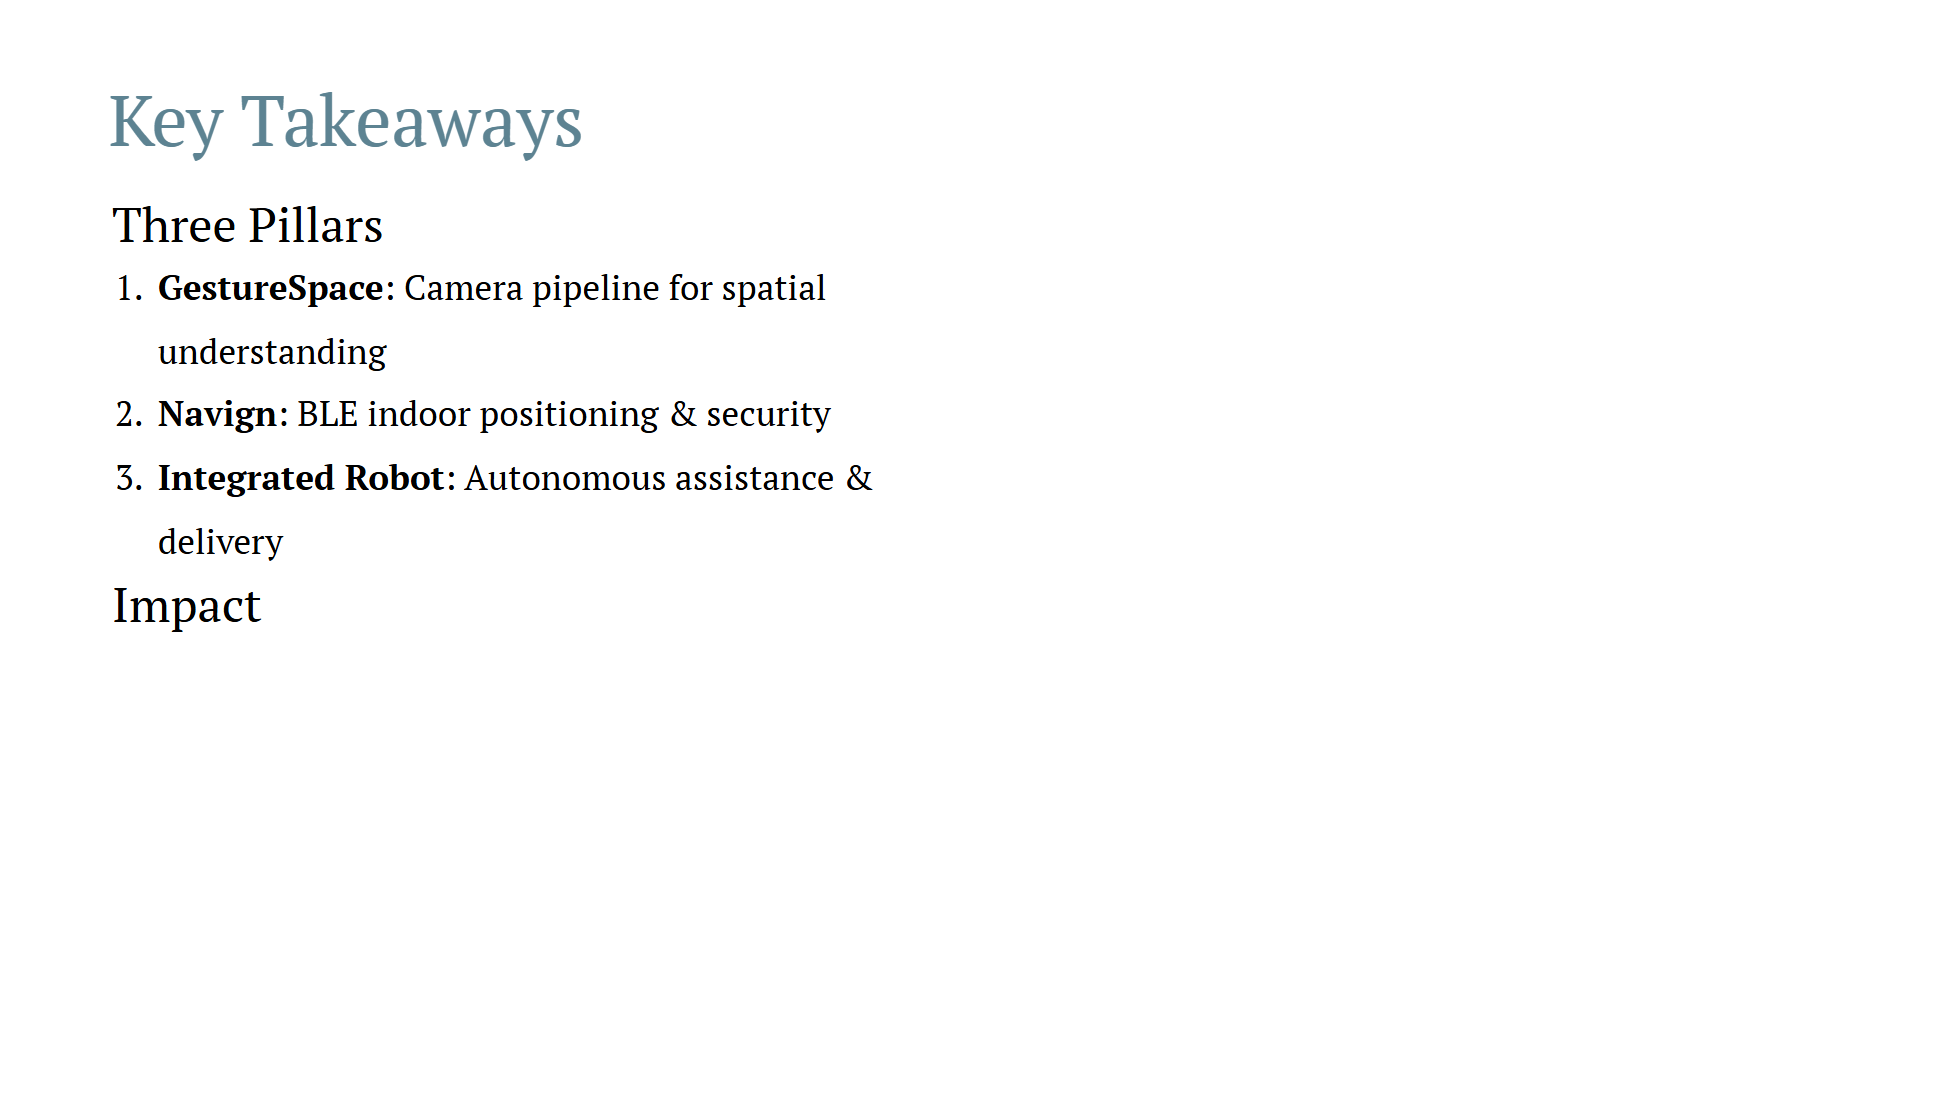 Key Takeaways
Three Pillars
1. GestureSpace: Camera pipeline for spatial
understanding
2. Navign: BLE indoor positioning & security
3. Integrated Robot: Autonomous assistance &
delivery
Impact